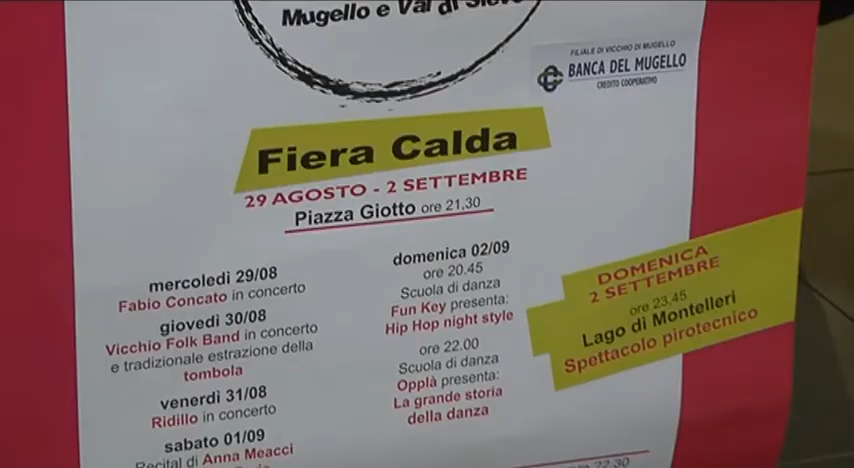 Mugello e Val di Sieve
FILIALE DI VICCHIO DI MUGELLO
BANCA DEL MUGELLO
CREDITO COOPERATIVO
Fiera Calda
29 AGOSTO - 2 SETTEMBRE
Piazza Giotto ore 21,30
mercoledì 29/08
Fabio Concato in concerto
giovedì 30/08
Vicchio Folk Band in concerto
e tradizionale estrazione della
tombola
venerdì 31/08
Ridillo in concerto
sabato 01/09
Recital di Anna Meacci
domenica 02/09
ore 20.45
Scuola di danza
Fun Key presenta:
Hip Hop night style
ore 22.00
Scuola di danza
Opplà presenta:
La grande storia
della danza
DOMENICA
2 SETTEMBRE
ore 23,45
Lago di Montelleri
Spettacolo pirotecnico
22.30